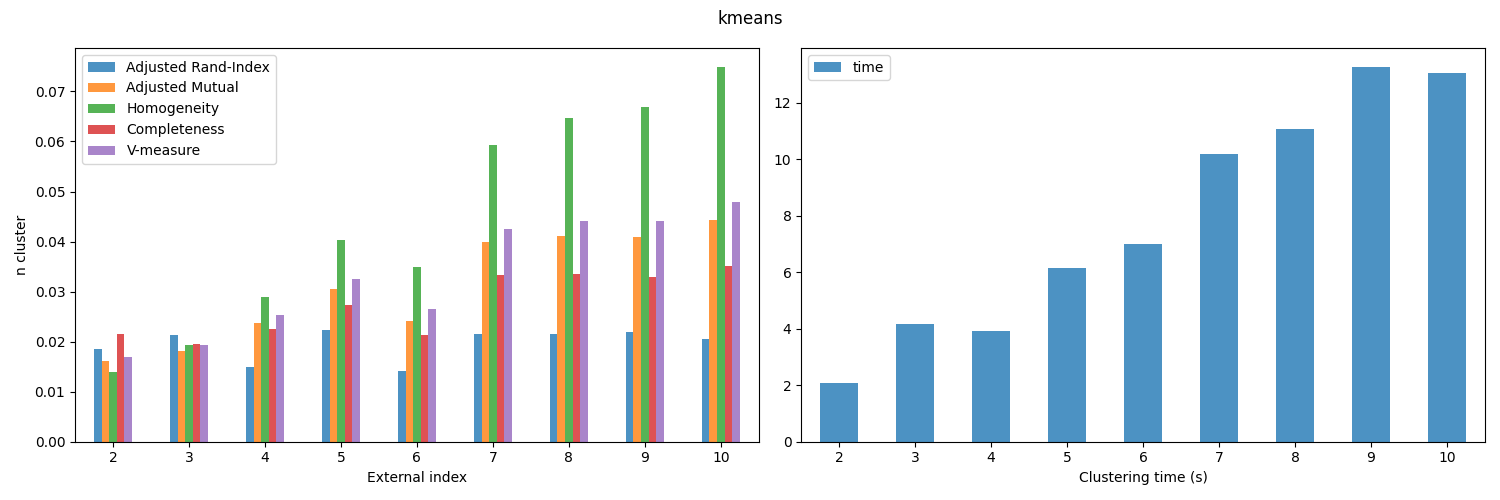 kmeans
Adjusted Rand-Index
Adjusted Mutual
Homogeneity
Completeness
V-measure
n cluster
0.07
0.06
0.05
0.04
0.03
0.02
0.01
0.00
2 3 4 5 6 7 8 9 10
External index
time
12
10
8
6
4
2
0
2 3 4 5 6 7 8 9 10
Clustering time (s)